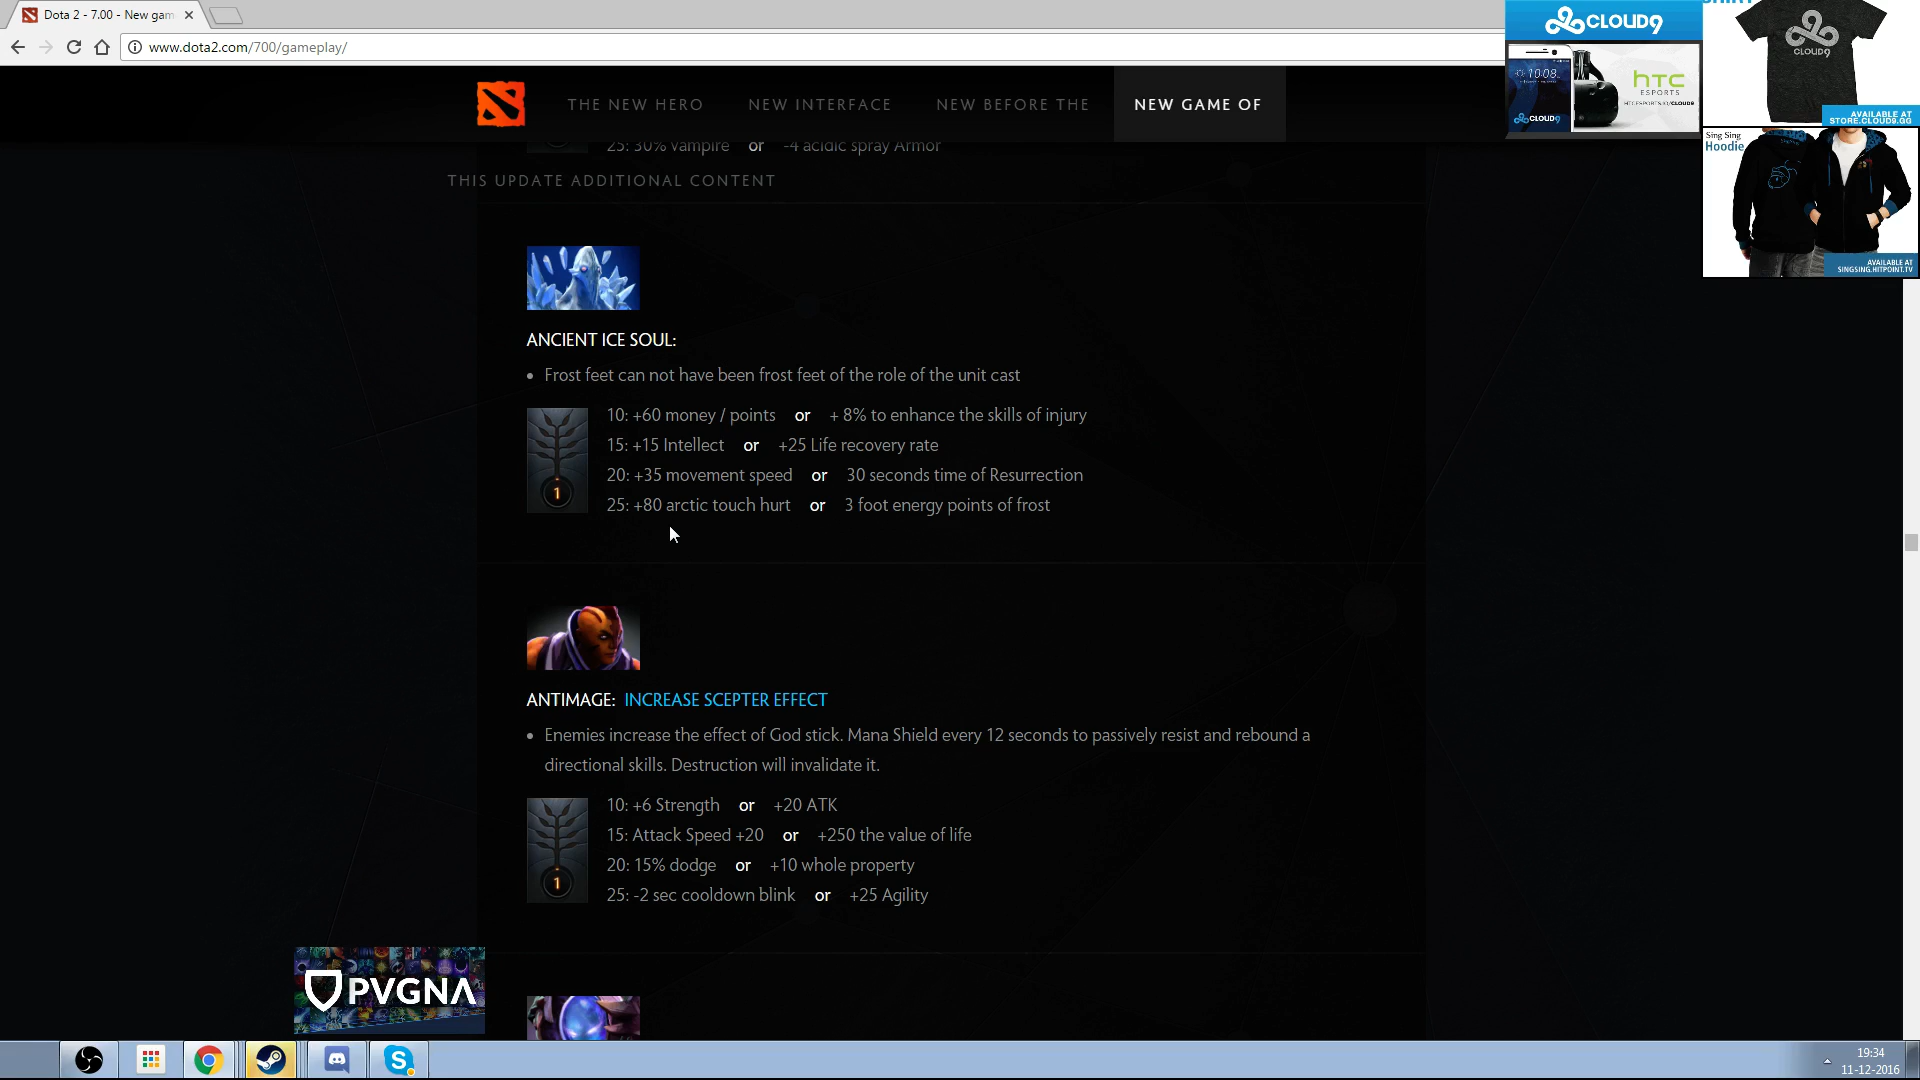 Dota 2 - 7.00 - New gam
www.dota2.com/700/gameplay/
THE NEW HERO
NEW INTERFACE
NEW BEFORE THE
NEW GAME OF
25: 30% Vampire or -4 acidic spray Armor
THIS UPDATE ADDITIONAL CONTENT
ANCIENT ICE SOUL:
Frost feet can not have been frost feet of the role of the unit cast
10: +60 money / points or + 8% to enhance the skills of injury
15: +15 Intellect or +25 Life recovery rate
20: +35 movement speed or 30 seconds time of Resurrection
25: +80 arctic touch hurt or 3 foot energy points of frost
1
ANTIMAGE: INCREASE SCEPTER EFFECT
Enemies increase the effect of God stick. Mana Shield every 12 seconds to passively resist and rebound a
directional skills. Destruction will invalidate it.
10: +6 Strength or +20 ATK
15: Attack Speed +20 or +250 the value of life
20: 15% dodge or +10 whole property
25: -2 sec cooldown blink or +25 Agility
1
PVGNA
CLOUD9
10:08
CLOUD9
hTC
ESPORTS
HTCESPORTS.IO/CLOUD9
CLOUD9
AVAILABLE AT
STORE.CLOUD9.GG
Sing Sing
Hoodie
AVAILABLE AT
SINGSING.HITPOINT.TV
19:34
11-12-2016